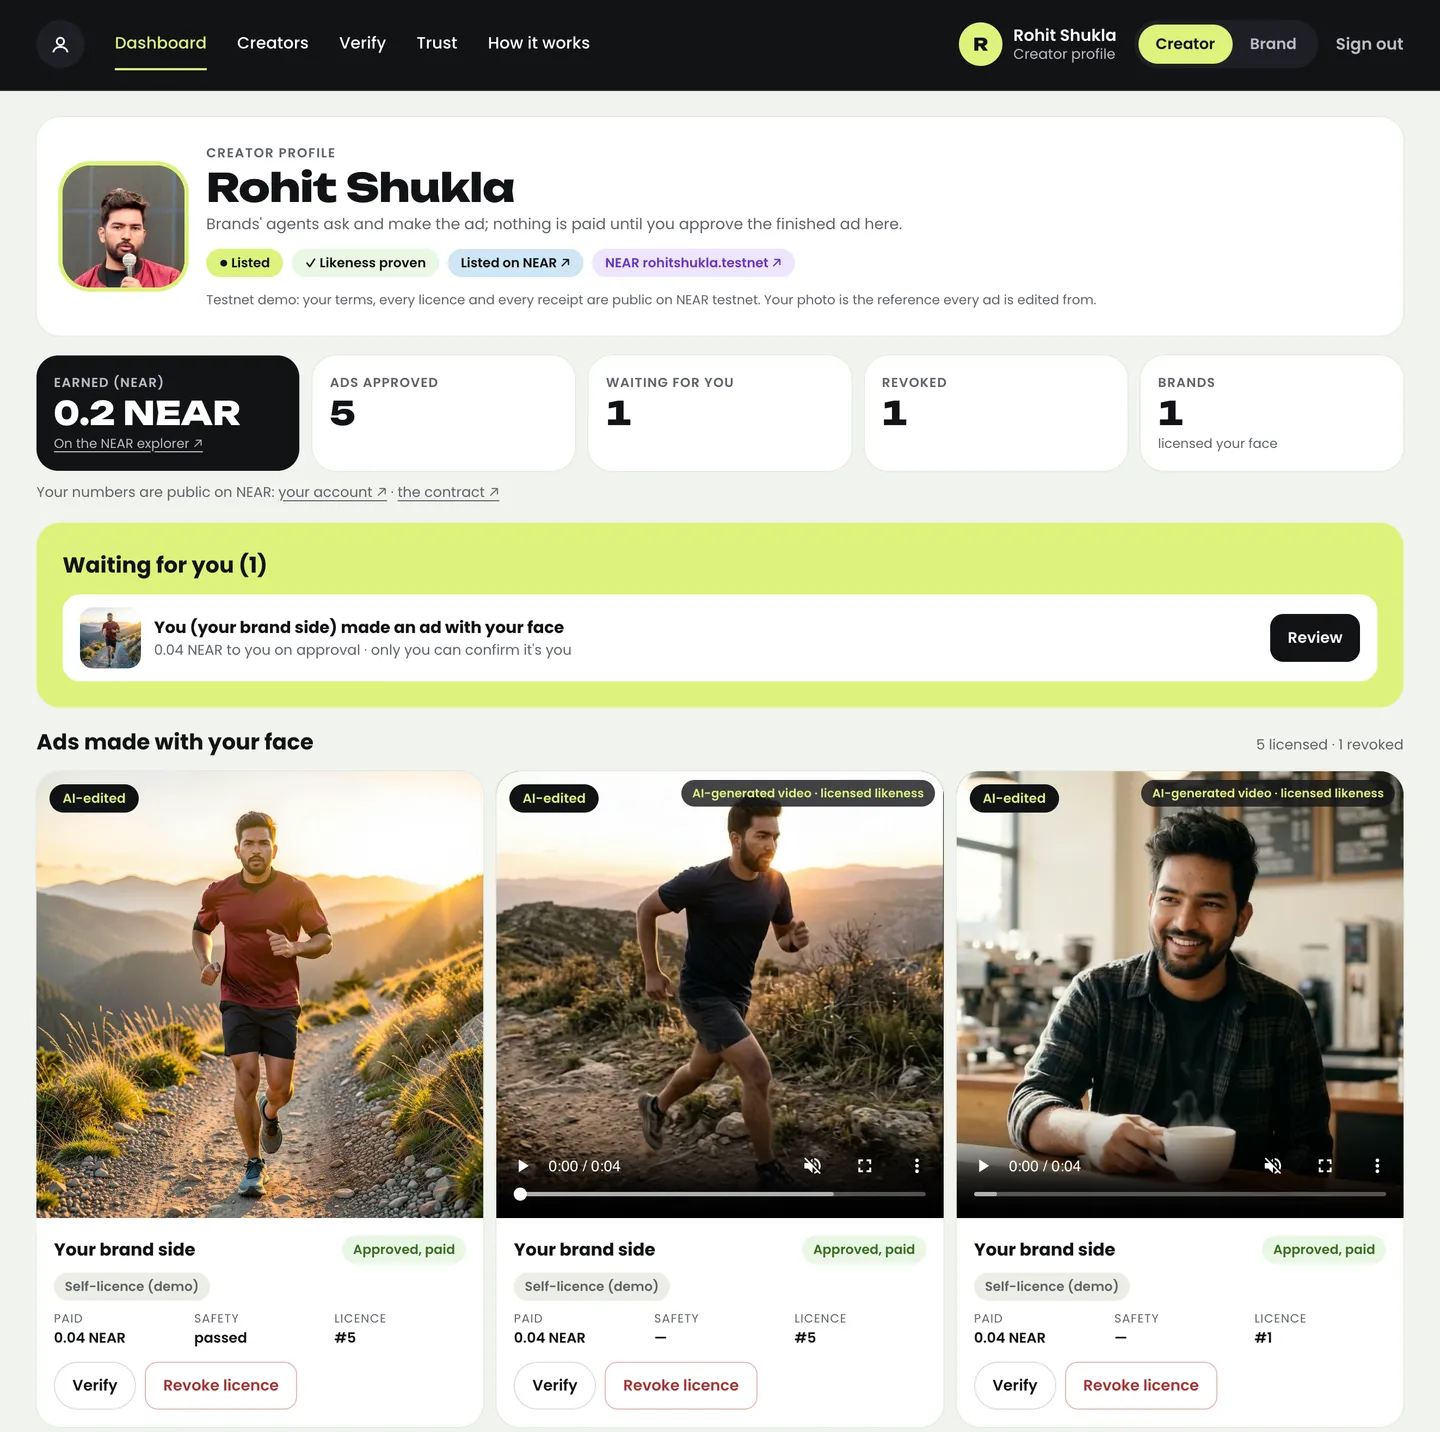 Dashboard Creators Verify Trust How it works
R Rohit Shukla Creator Brand Sign out
Creator profile
CREATOR PROFILE
Rohit Shukla
Brands' agents ask and make the ad; nothing is paid until you approve the finished ad here.
● Listed ✓ Likeness proven Listed on NEAR ↗ NEAR rohitshukla.testnet ↗
Testnet demo: your terms, every licence and every receipt are public on NEAR testnet. Your photo is the reference every ad is edited from.
EARNED (NEAR) ADS APPROVED WAITING FOR YOU REVOKED BRANDS
0.2 NEAR 5 1 1 1
On the NEAR explorer ↗ licensed your face
Your numbers are public on NEAR: your account ↗ · the contract ↗
Waiting for you (1)
You (your brand side) made an ad with your face
0.04 NEAR to you on approval · only you can confirm it's you
Review
Ads made with your face 5 licensed · 1 revoked
AI-edited AI-edited AI-generated video · licensed likeness AI-edited AI-generated video · licensed likeness
0:00 / 0:04 0:00 / 0:04
Your brand side Approved, paid Your brand side Approved, paid Your brand side Approved, paid
Self-licence (demo) Self-licence (demo) Self-licence (demo)
PAID SAFETY LICENCE PAID SAFETY LICENCE PAID SAFETY LICENCE
0.04 NEAR passed #5 0.04 NEAR — #5 0.04 NEAR — #1
Verify Revoke licence Verify Revoke licence Verify Revoke licence